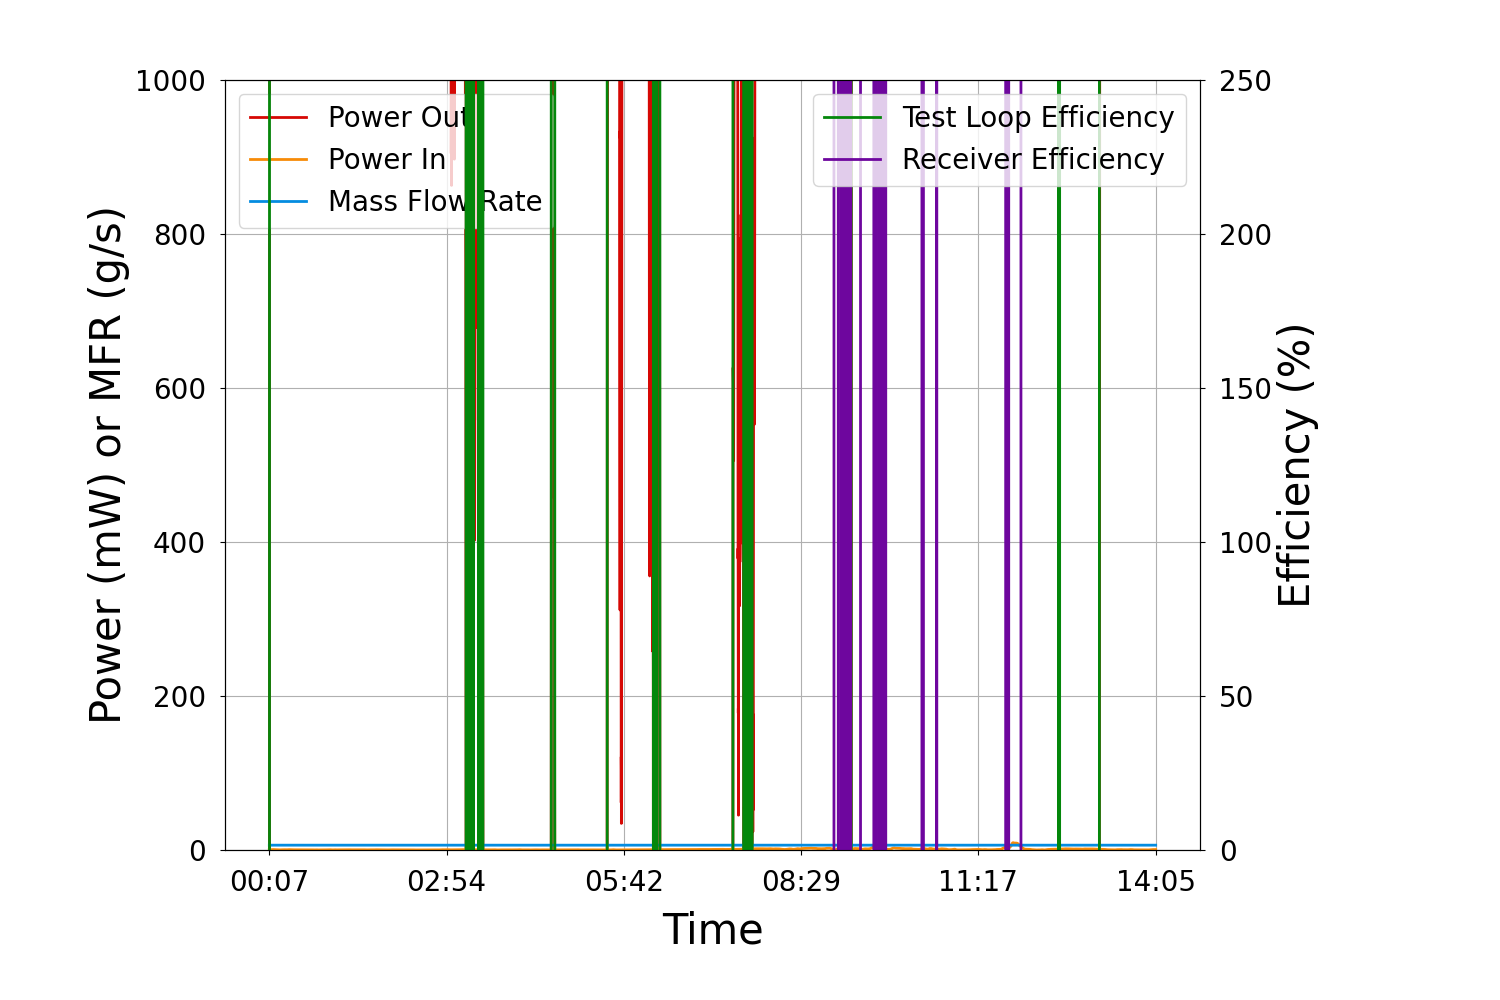 1000
800
600
400
200
0
Power (mW) or MFR (g/s)
Power Out
Power In
Mass Flow Rate
Test Loop Efficiency
Receiver Efficiency
250
200
150
100
50
0
Efficiency (%)
00:07 02:54 05:42 08:29 11:17 14:05
Time